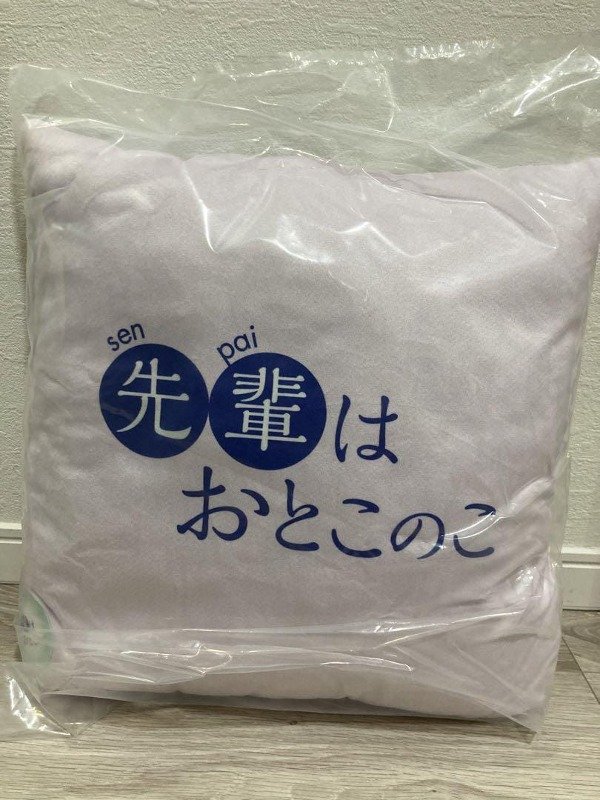 sen pai
先輩は
おとこのこ